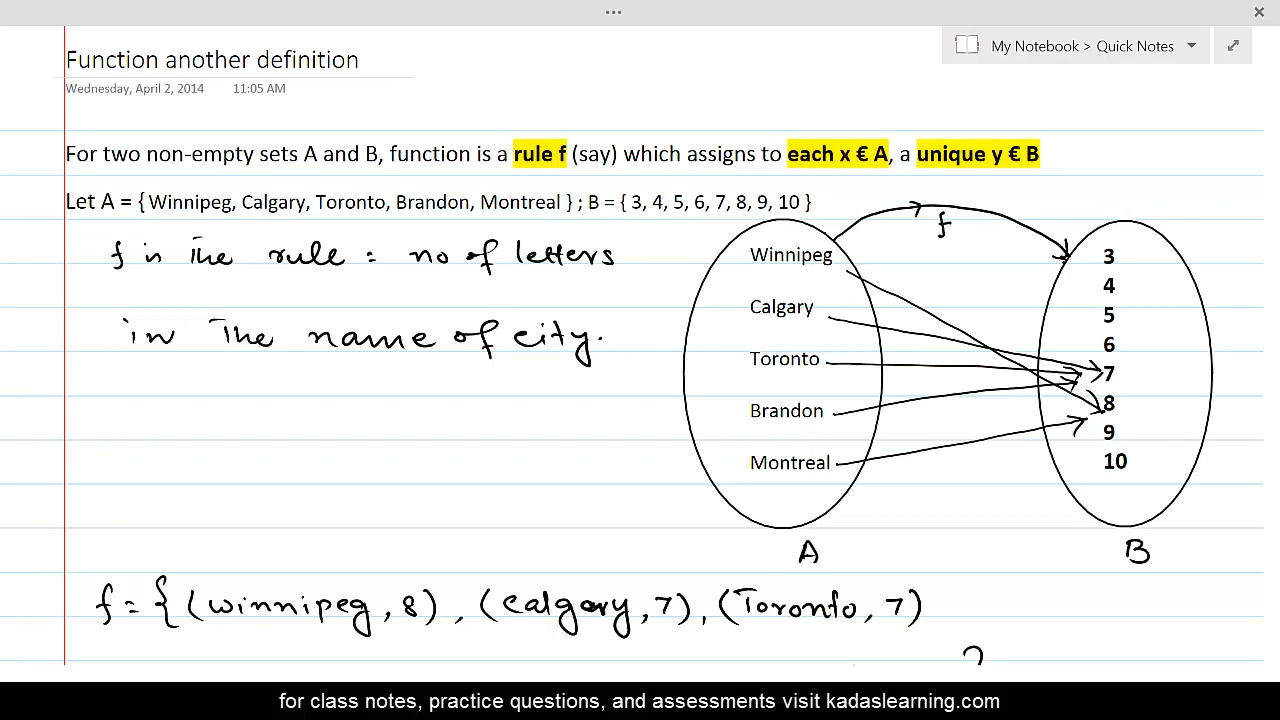 Function another definition
My Notebook > Quick Notes
Wednesday, April 2, 2014 11:05 AM
For two non-empty sets A and B, function is a rule f (say) which assigns to each x € A, a unique y € B
Let A = { Winnipeg, Calgary, Toronto, Brandon, Montreal } ; B = { 3, 4, 5, 6, 7, 8, 9, 10 }
f is the rule : no of letters
in the name of city.
f
Winnipeg
Calgary
Toronto
Brandon
Montreal
3
4
5
6
7
8
9
10
A
B
f = { (Winnipeg, 8), (Calgary, 7), (Toronto, 7)
for class notes, practice questions, and assessments visit kadaslearning.com